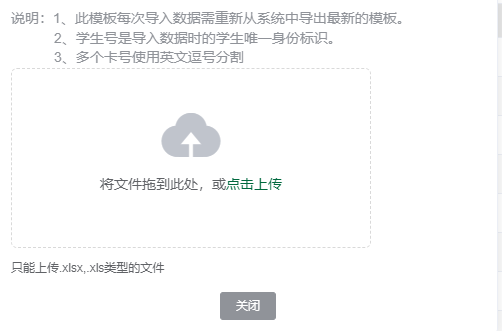 说明：1、此模板每次导入数据需重新从系统中导出最新的模板。
2、学生号是导入数据时的学生唯一身份标识。
3、多个卡号使用英文逗号分割
将文件拖到此处，或点击上传
只能上传.xlsx,.xls类型的文件
关闭